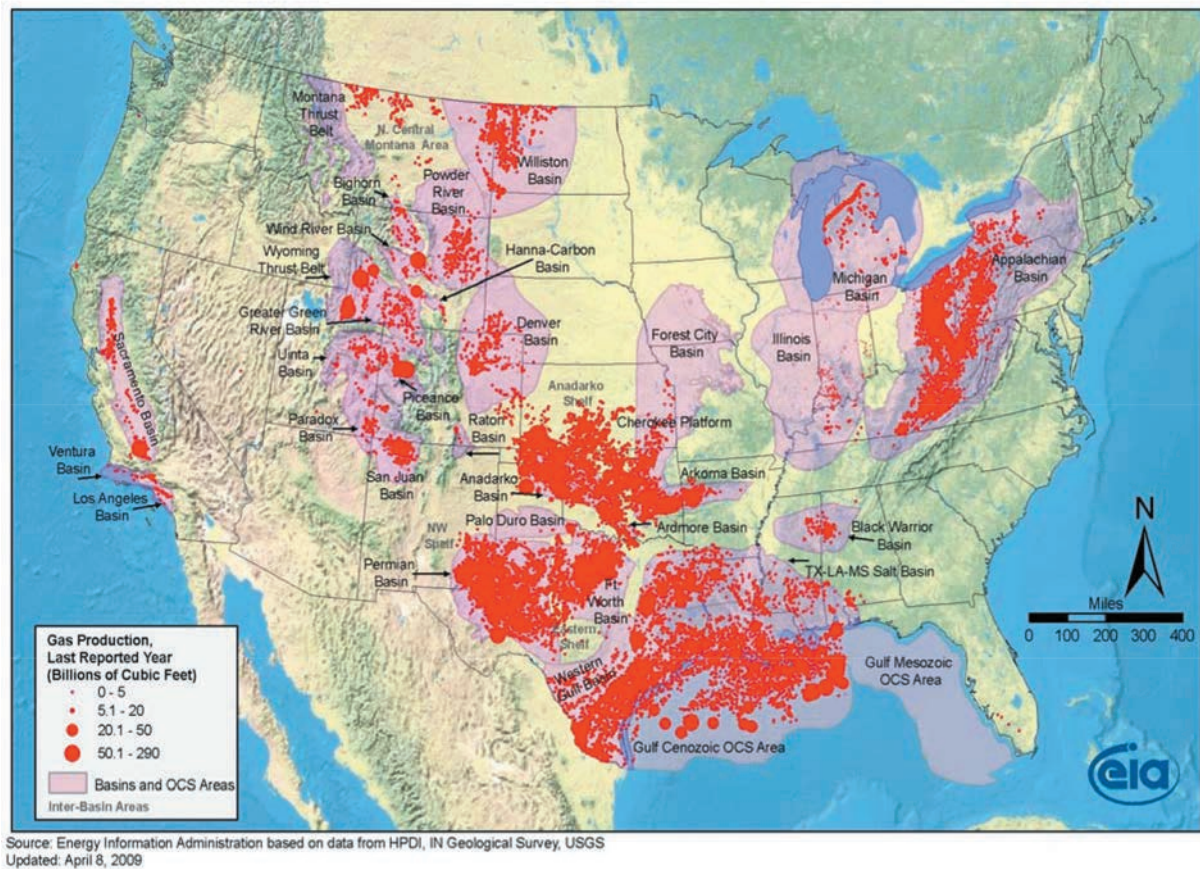 Montana
Thrust
Belt
N. Central
Montana Area
Williston
Basin
Powder
River
Basin
Bighorn
Basin
Wind River Basin
Wyoming
Thrust Belt
Hanna-Carbon
Basin
Greater Green
River Basin
Denver
Basin
Uinta
Basin
Piceance
Basin
Paradox
Basin
San Juan
Basin
Raton
Basin
Sacramento Basin
Ventura
Basin
Los Angeles
Basin
Forest City
Basin
Illinois
Basin
Michigan
Basin
Appalachian
Basin
Anadarko
Shelf
Cherokee Platform
Anadarko
Basin
Arkoma Basin
Ardmore Basin
Palo Duro Basin
NW
Shelf
Permian
Basin
Ft.
Worth
Basin
Eastern
Shelf
Black Warrior
Basin
TX-LA-MS Salt Basin
Western
Gulf Basin
Gulf Cenozoic OCS Area
Gulf Mesozoic
OCS Area
N
Miles
0 100 200 300 400
Gas Production,
Last Reported Year
(Billions of Cubic Feet)
0 - 5
5.1 - 20
20.1 - 50
50.1 - 290
Basins and OCS Areas
Inter-Basin Areas
eia
Source: Energy Information Administration based on data from HPDI, IN Geological Survey, USGS
Updated: April 8, 2009